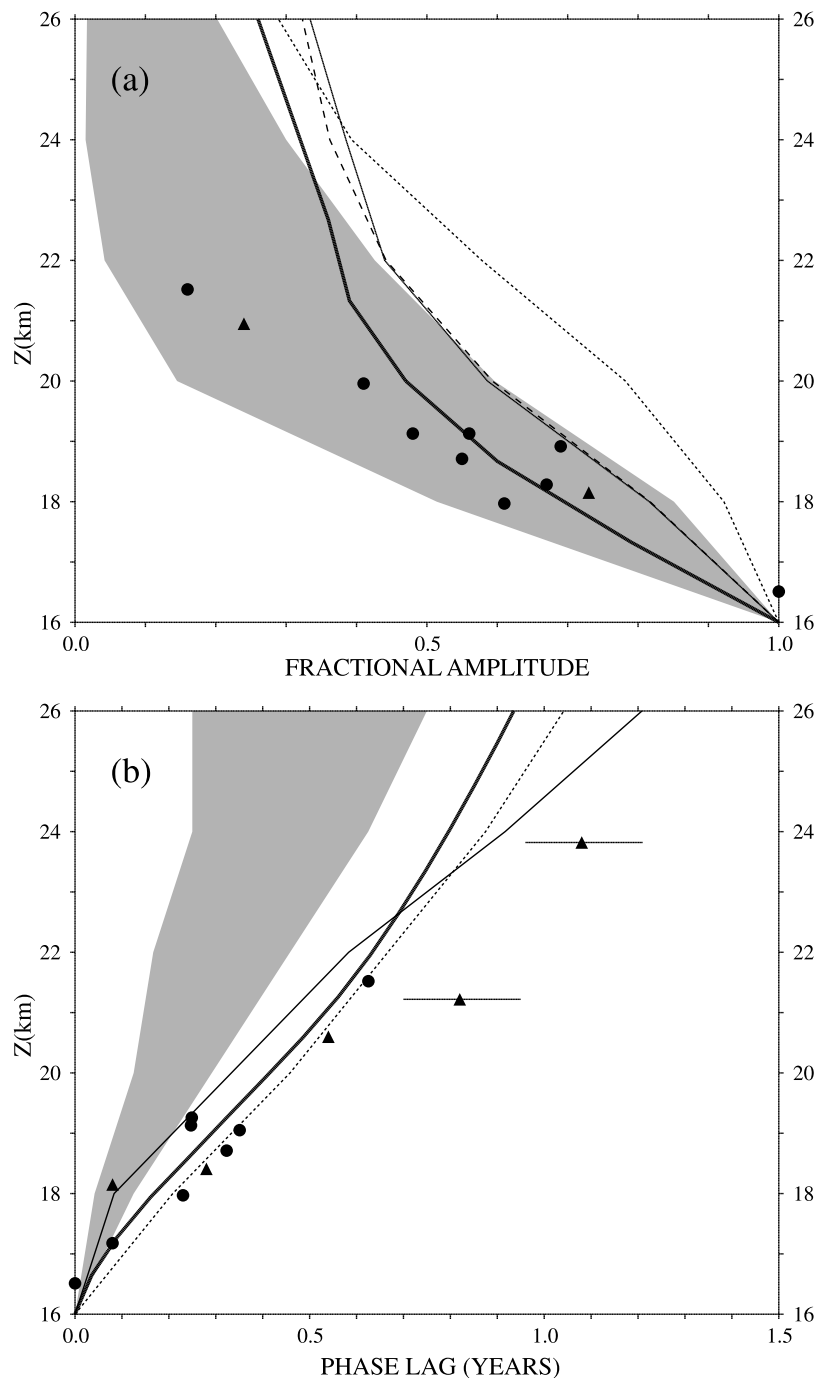 26 26
(a)
24 24
22 22
Z(km)
20 20
18 18
16 16
0.0 0.5 1.0
FRACTIONAL AMPLITUDE
26 26
(b)
24 24
22 22
Z(km)
20 20
18 18
16 16
0.0 0.5 1.0 1.5
PHASE LAG (YEARS)